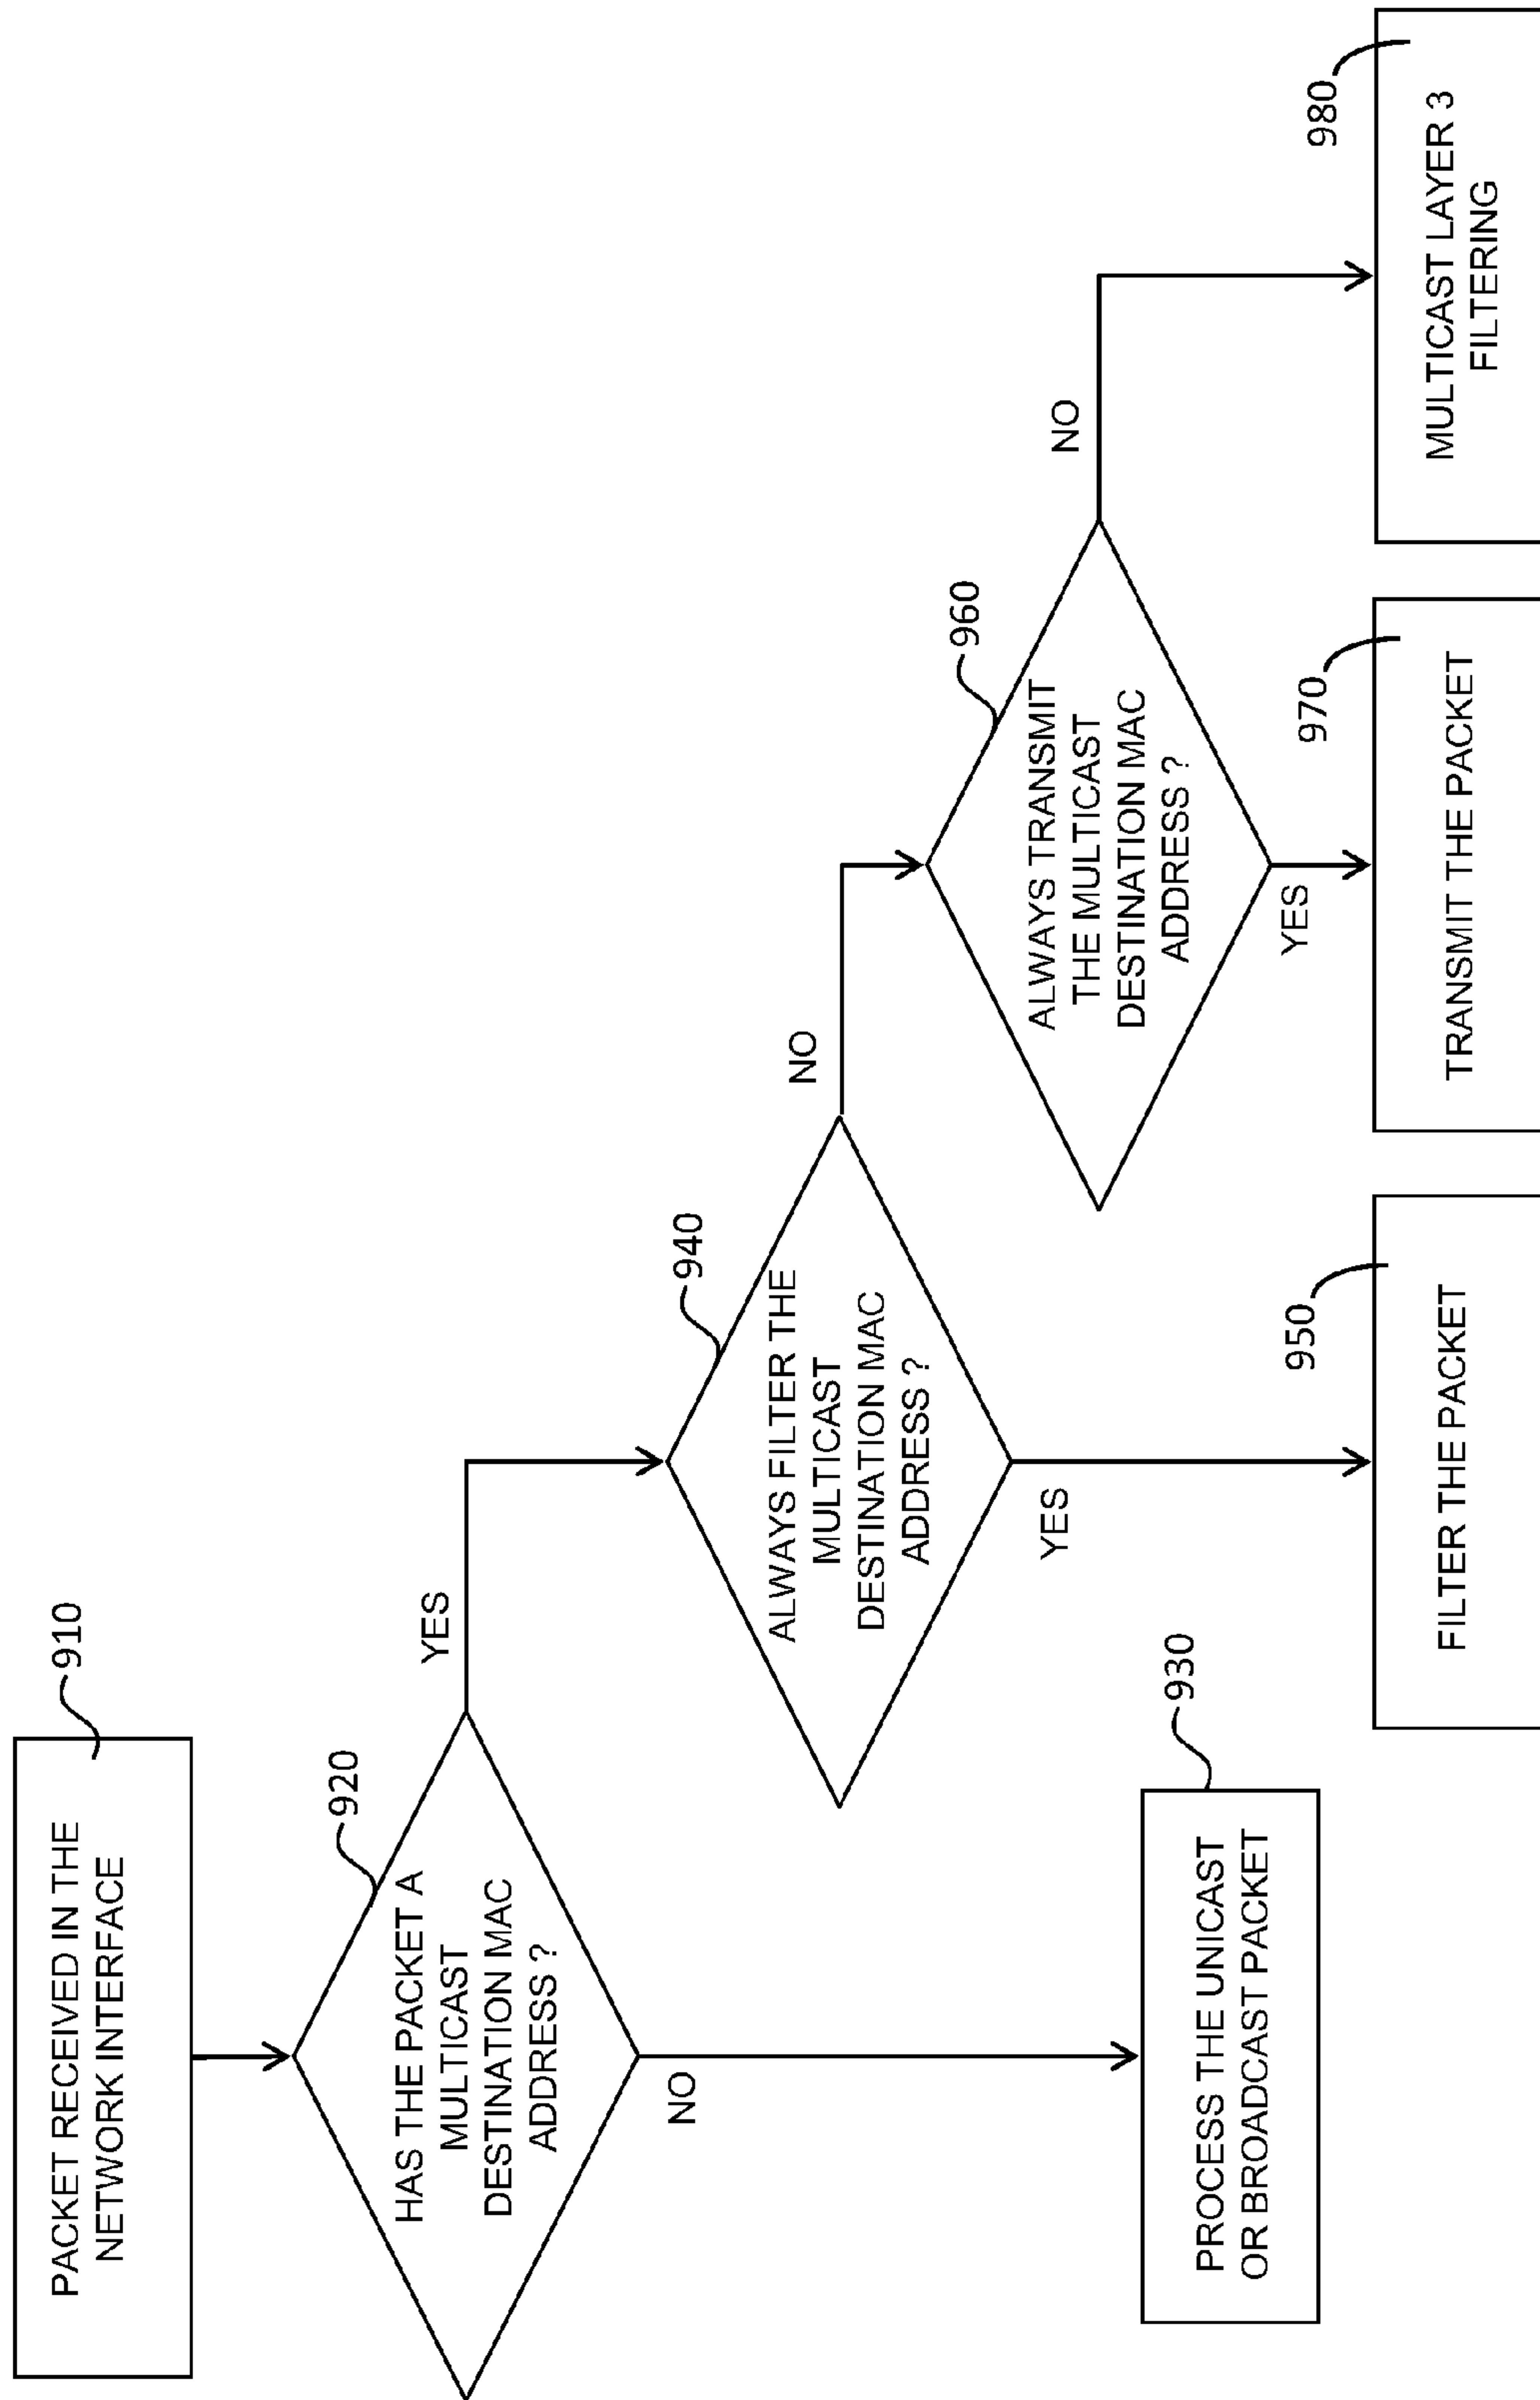 PACKET RECEIVED IN THE
NETWORK INTERFACE
910
HAS THE PACKET A
MULTICAST
DESTINATION MAC
ADDRESS ?
920
YES
NO
PROCESS THE UNICAST
OR BROADCAST PACKET
930
ALWAYS FILTER THE
MULTICAST
DESTINATION MAC
ADDRESS ?
940
NO
YES
FILTER THE PACKET
950
ALWAYS TRANSMIT
THE MULTICAST
DESTINATION MAC
ADDRESS ?
960
NO
YES
TRANSMIT THE PACKET
970
MULTICAST LAYER 3
FILTERING
980